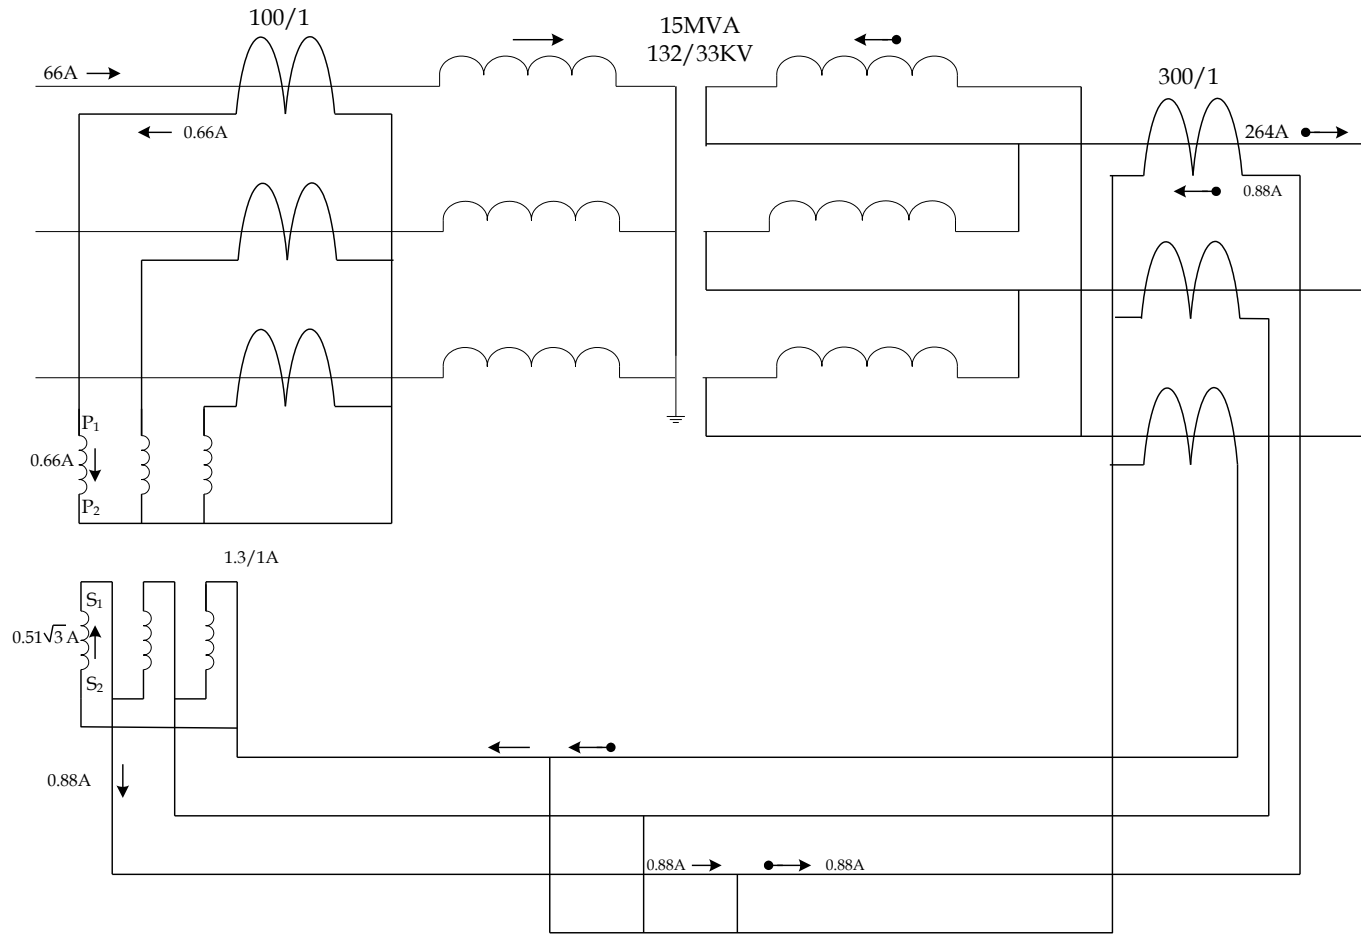 100/1
15MVA
132/33KV
66A
300/1
0.66A
264A
0.88A
P₁
0.66A
P₂
1.3/1A
S₁
0.51√3 A
S₂
0.88A
0.88A
0.88A